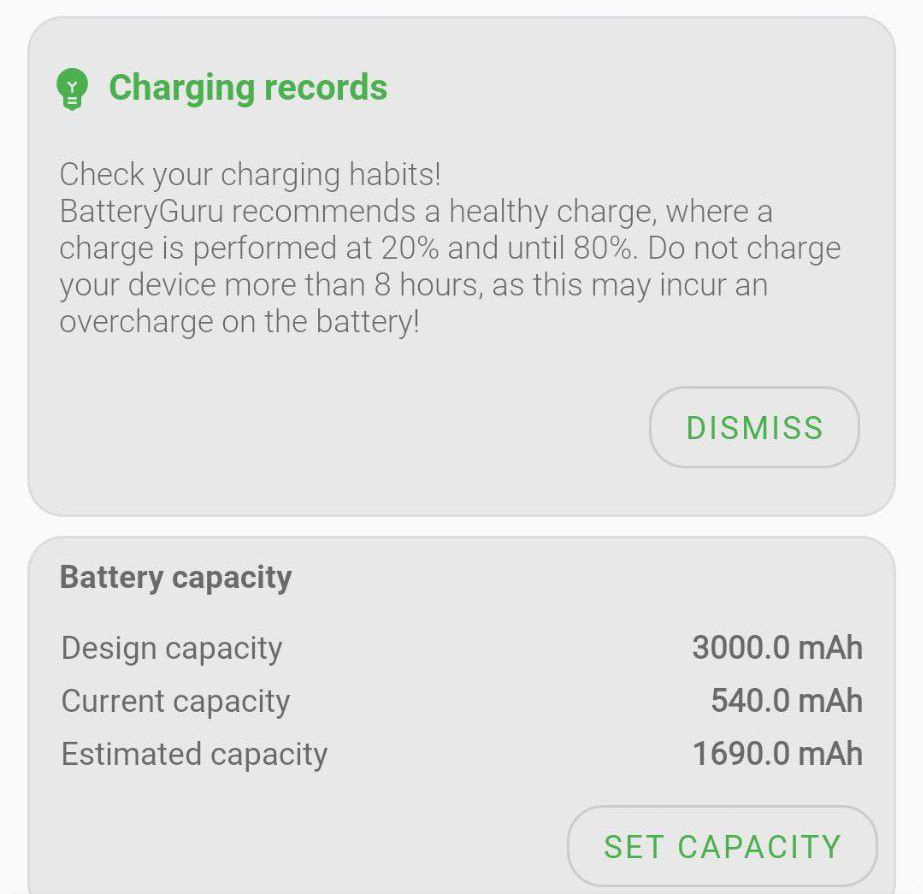 Charging records
Check your charging habits!
BatteryGuru recommends a healthy charge, where a
charge is performed at 20% and until 80%. Do not charge
your device more than 8 hours, as this may incur an
overcharge on the battery!
DISMISS
Battery capacity
Design capacity 3000.0 mAh
Current capacity 540.0 mAh
Estimated capacity 1690.0 mAh
SET CAPACITY